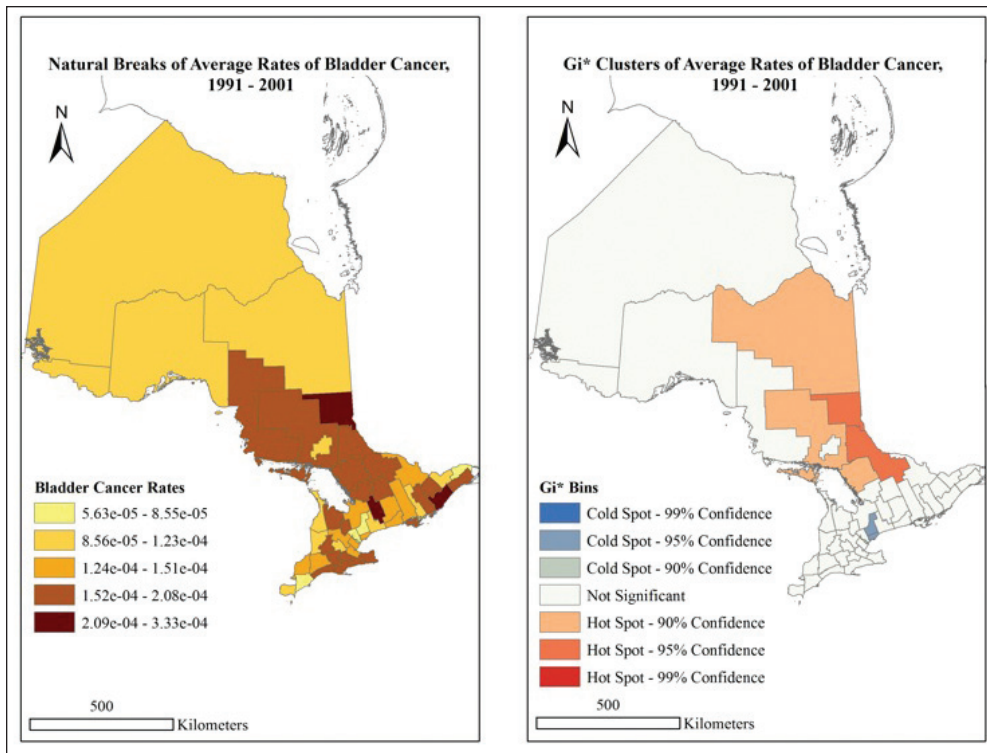 Natural Breaks of Average Rates of Bladder Cancer,
1991 - 2001
N
Bladder Cancer Rates
5.63e-05 - 8.55e-05
8.56e-05 - 1.23e-04
1.24e-04 - 1.51e-04
1.52e-04 - 2.08e-04
2.09e-04 - 3.33e-04
500
Kilometers
Gi* Clusters of Average Rates of Bladder Cancer,
1991 - 2001
N
Gi* Bins
Cold Spot - 99% Confidence
Cold Spot - 95% Confidence
Cold Spot - 90% Confidence
Not Significant
Hot Spot - 90% Confidence
Hot Spot - 95% Confidence
Hot Spot - 99% Confidence
500
Kilometers